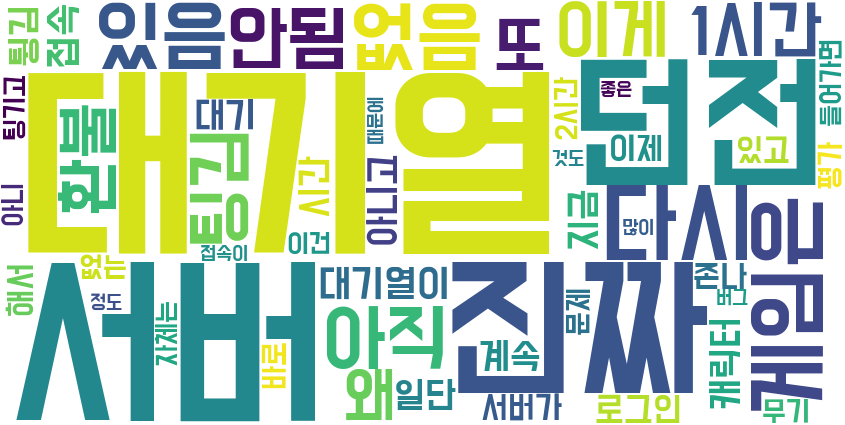 팅김
접속
있음
안됨
없음
또
이게
1시간
들어가면
팅기고
대기열
환불
대기
팅김
시간
때문에
아니고
2시간
좋은
던전
이제
있고
평가
아니
접속이
이건
것도
지금
많이
다시
게임은
해서
없는
정도
자체는
서버
바로
대기열이
아직
왜
일단
진짜
계속
문제
존나
버그
캐릭터
서버가
로그인
무기